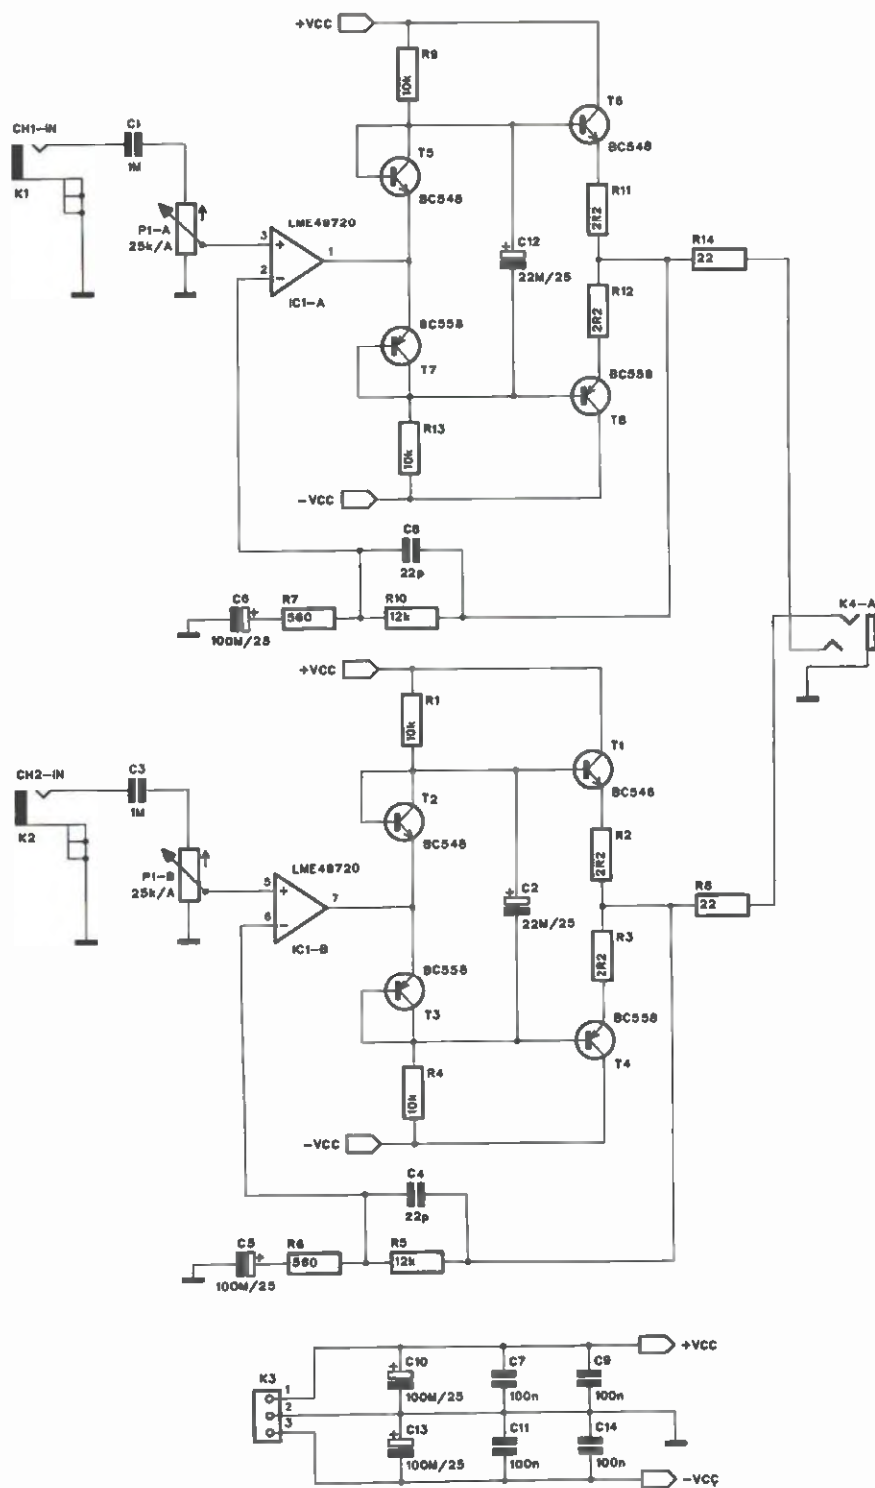 +VCC
R9
10k
T6
CH1-IN
C1
1M
T5
BC548
BC548
K1
P1-A
25k/A
LME49720
3
+
1
2
-
IC1-A
C12
+
22M/25
R11
2R2
R14
22
R12
2R2
BC558
T7
BC558
T8
R13
10k
-VCC
C8
22p
C6
+
R7
560
R10
12k
100M/25
K4-A
+VCC
R1
10k
T1
CH2-IN
C3
1M
T2
BC548
BC546
K2
P1-B
25k/A
LME49720
5
+
7
6
-
IC1-B
C2
+
22M/25
R2
2R2
R8
22
R3
2R2
BC558
T3
BC558
T4
R4
10k
-VCC
C4
22p
C5
+
R6
560
R5
12k
100M/25
+VCC
K3
1
2
3
+
C10
100M/25
C7
100n
C9
100n
+
C13
100M/25
C11
100n
C14
100n
-VCC